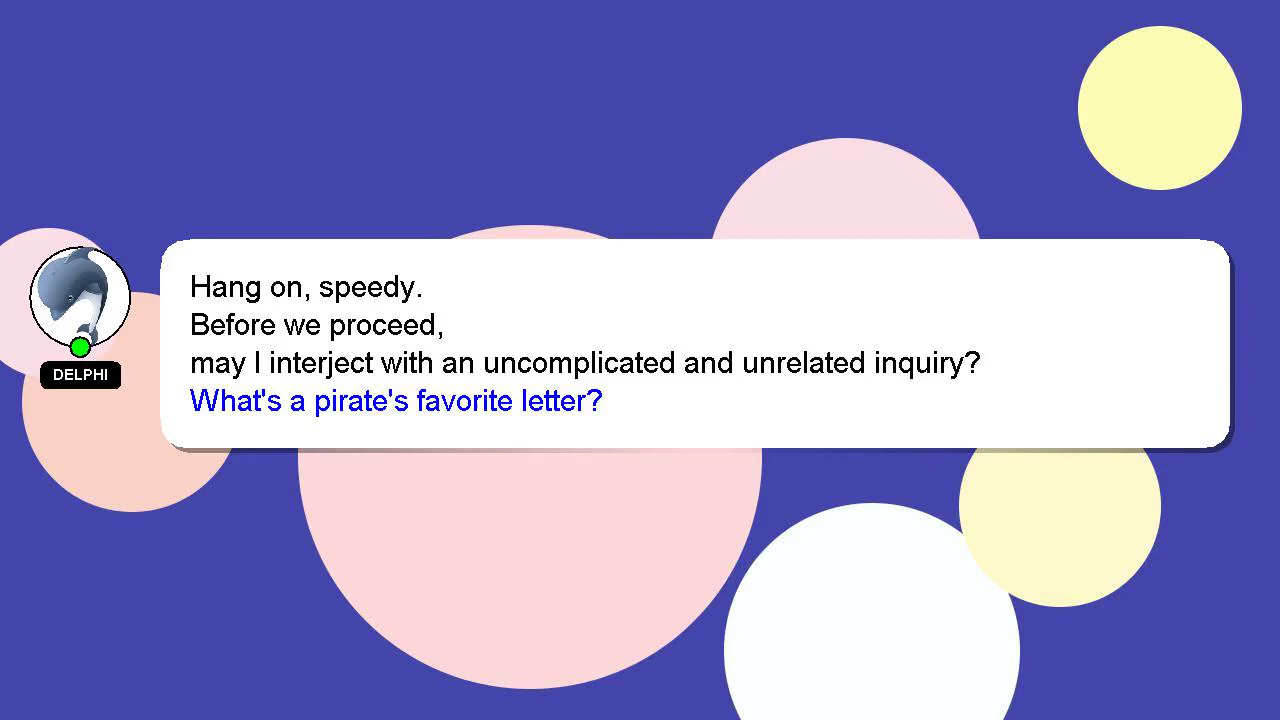 Hang on, speedy.
Before we proceed,
may I interject with an uncomplicated and unrelated inquiry?
What's a pirate's favorite letter?
DELPHI